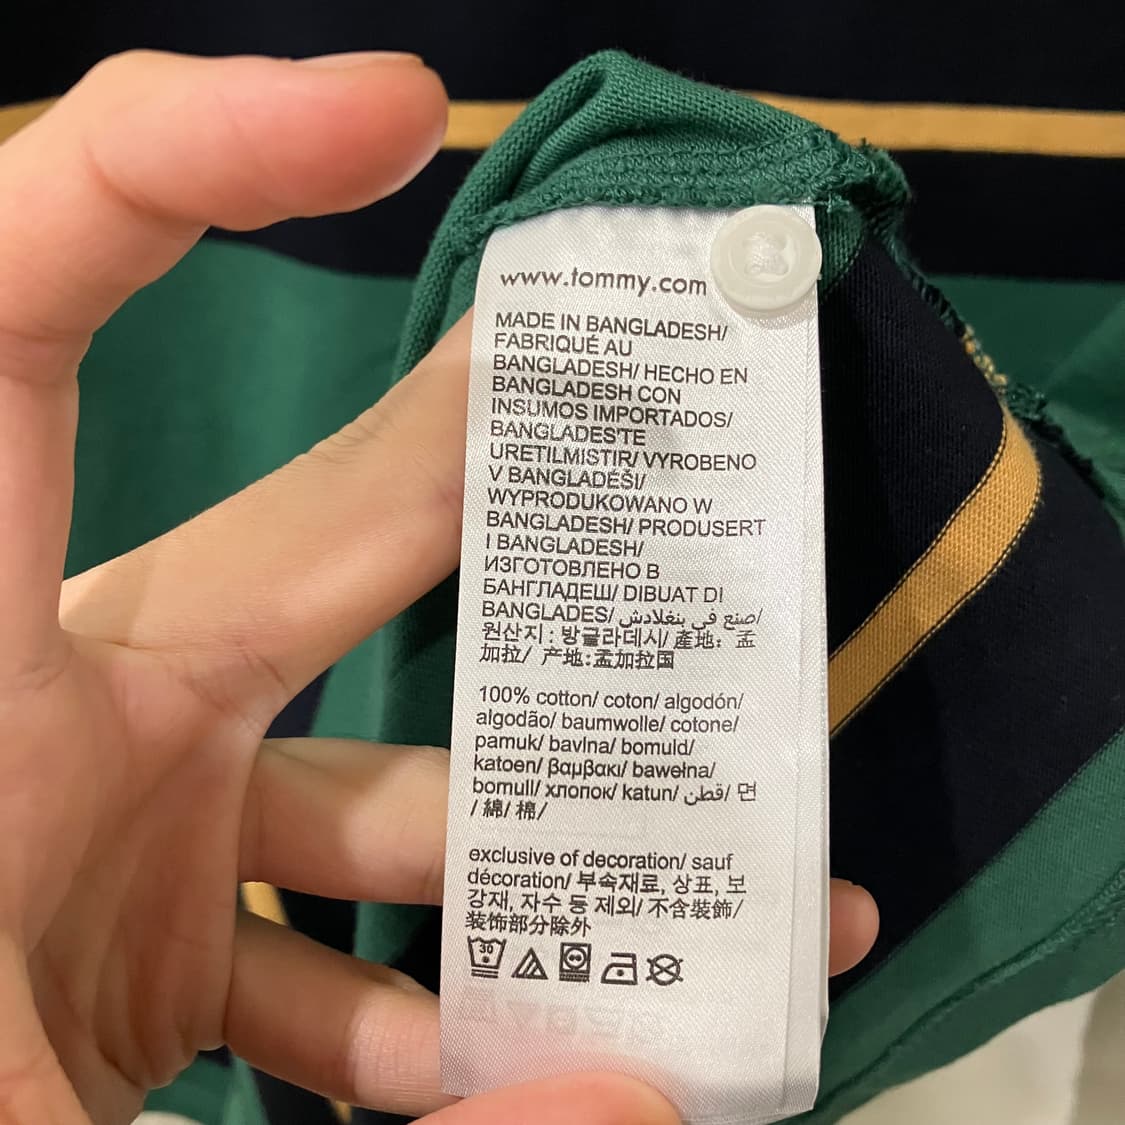 www.tommy.com
MADE IN BANGLADESH/
FABRIQUÉ AU
BANGLADESH/ HECHO EN
BANGLADESH CON
INSUMOS IMPORTADOS/
BANGLADES'TE
URETILMISTIR/ VYROBENO
V BANGLADÉŠI/
WYPRODUKOWANO W
BANGLADESH/ PRODUSERT
I BANGLADESH/
ИЗГОТОВЛЕНО В
БАНГЛАДЕШ/ DIBUAT DI
BANGLADES/ صنع في بنغلادش/
원산지 : 방글라데시/ 產地: 孟
加拉/ 产地:孟加拉国
100% cotton/ coton/ algodón/
algodão/ baumwolle/ cotone/
pamuk/ bavlna/ bomuld/
katoen/ βαμβακι/ bawełna/
bomull/ хлопок/ katun/ قطن/ 면
/ 綿/ 棉/
exclusive of decoration/ sauf
décoration/ 부속재료, 상표, 보
강재, 자수 등 제외/ 不含裝飾/
装饰部分除外
30